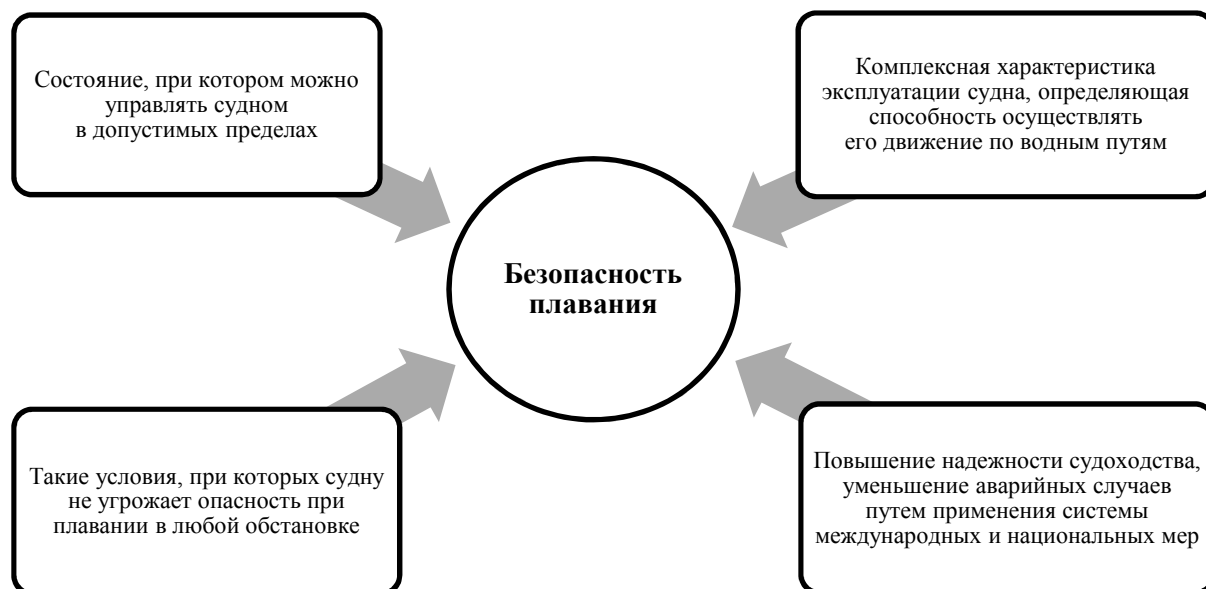 Состояние, при котором можно
управлять судном
в допустимых пределах
Комплексная характеристика
эксплуатации судна, определяющая
способность осуществлять
его движение по водным путям
Безопасность
плавания
Такие условия, при которых судну
не угрожает опасность при
плавании в любой обстановке
Повышение надежности судоходства,
уменьшение аварийных случаев
путем применения системы
международных и национальных мер